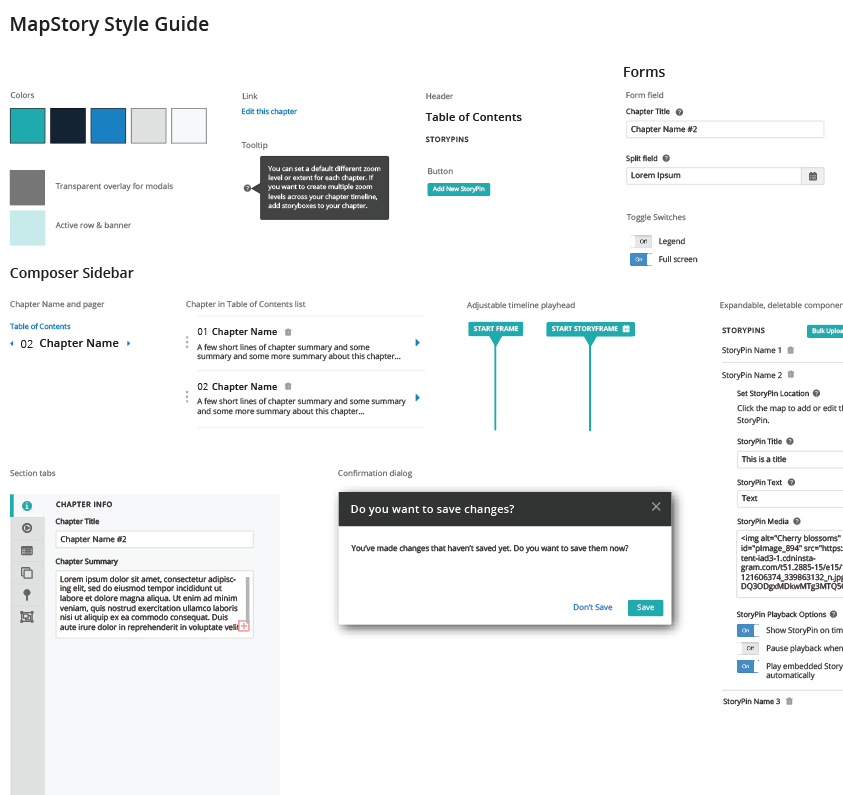 MapStory Style Guide
Colors
Transparent overlay for modals
Active row & banner
Link
Edit this chapter
Tooltip
You can set a default different zoom
level or extent for each chapter. If
you want to create multiple zoom
levels across your chapter timeline,
add storyboxes to your chapter.
Header
Table of Contents
STORYPINS
Button
Add New StoryPin
Forms
Form field
Chapter Title
Chapter Name #2
Split field
Lorem Ipsum
Toggle Switches
Off Legend
On Full screen
Composer Sidebar
Chapter Name and pager
Table of Contents
02 Chapter Name
Chapter in Table of Contents list
01 Chapter Name
A few short lines of chapter summary and some
summary and some more summary about this chapter...
02 Chapter Name
A few short lines of chapter summary and some summary
and some more summary about this chapter...
Adjustable timeline playhead
START FRAME
START STORYFRAME
Expandable, deletable componen
STORYPINS
Bulk Uploa
StoryPin Name 1
StoryPin Name 2
Set StoryPin Location
Click the map to add or edit th
StoryPin.
StoryPin Title
This is a title
StoryPin Text
Text
StoryPin Media
<img alt="Cherry blossoms"
id="pImage_894" src="https:
tent-iad3-1.cdninsta-
gram.com/t51.2885-15/e15/
121606374_339863132_n.jpg
DQ3ODgxMDkwMTg3MTQ5
StoryPin Playback Options
On Show StoryPin on tim
Off Pause playback when
On Play embedded Story
automatically
StoryPin Name 3
Section tabs
CHAPTER INFO
Chapter Title
Chapter Name #2
Chapter Summary
Lorem ipsum dolor sit amet, consectetur adipisc-
ing elit, sed do eiusmod tempor incididunt ut
labore et dolore magna aliqua. Ut enim ad minim
veniam, quis nostrud exercitation ullamco laboris
nisi ut aliquip ex ea commodo consequat. Duis
aute irure dolor in reprehenderit in voluptate velit
Confirmation dialog
Do you want to save changes?
You've made changes that haven't saved yet. Do you want to save them now?
Don't Save
Save